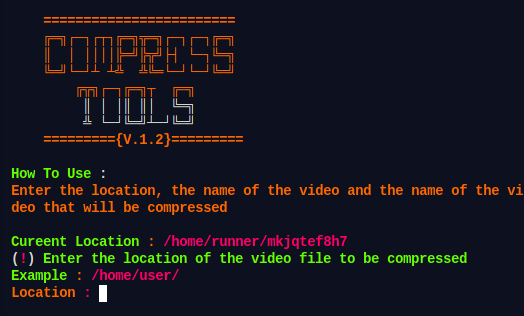 ========================
COMPRESS
TOOLS
========={V.1.2}=========
How To Use :
Enter the location, the name of the video and the name of the vi
deo that will be compressed
Cureent Location : /home/runner/mkjqtef8h7
(!) Enter the location of the video file to be compressed
Example : /home/user/
Location :